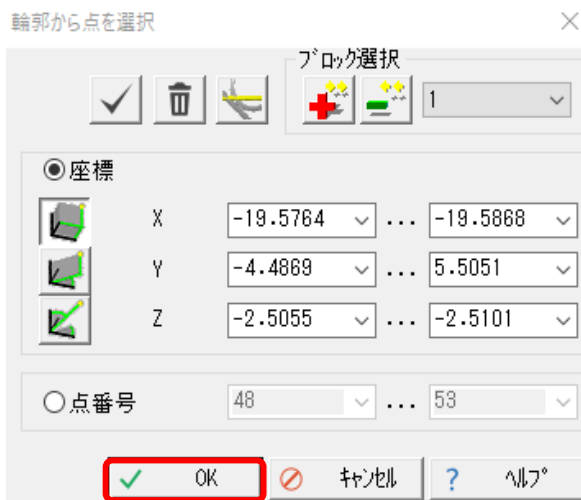 輪郭から点を選択
ブロック選択
1
座標
X -19.5764 ... -19.5868
Y -4.4869 ... 5.5051
Z -2.5055 ... -2.5101
点番号 48 ... 53
OK キャンセル ? ヘルプ